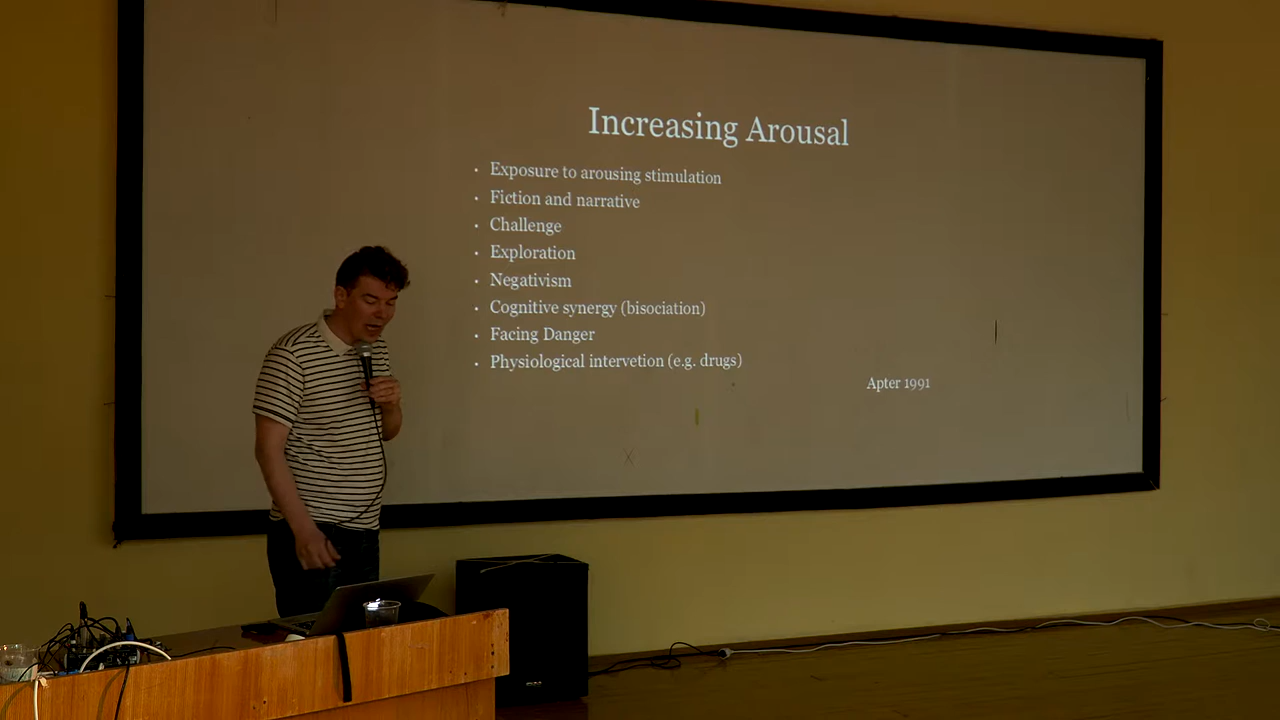 Increasing Arousal
• Exposure to arousing stimulation
• Fiction and narrative
• Challenge
• Exploration
• Negativism
• Cognitive synergy (bisociation)
• Facing Danger
• Physiological intervetion (e.g. drugs)
Apter 1991